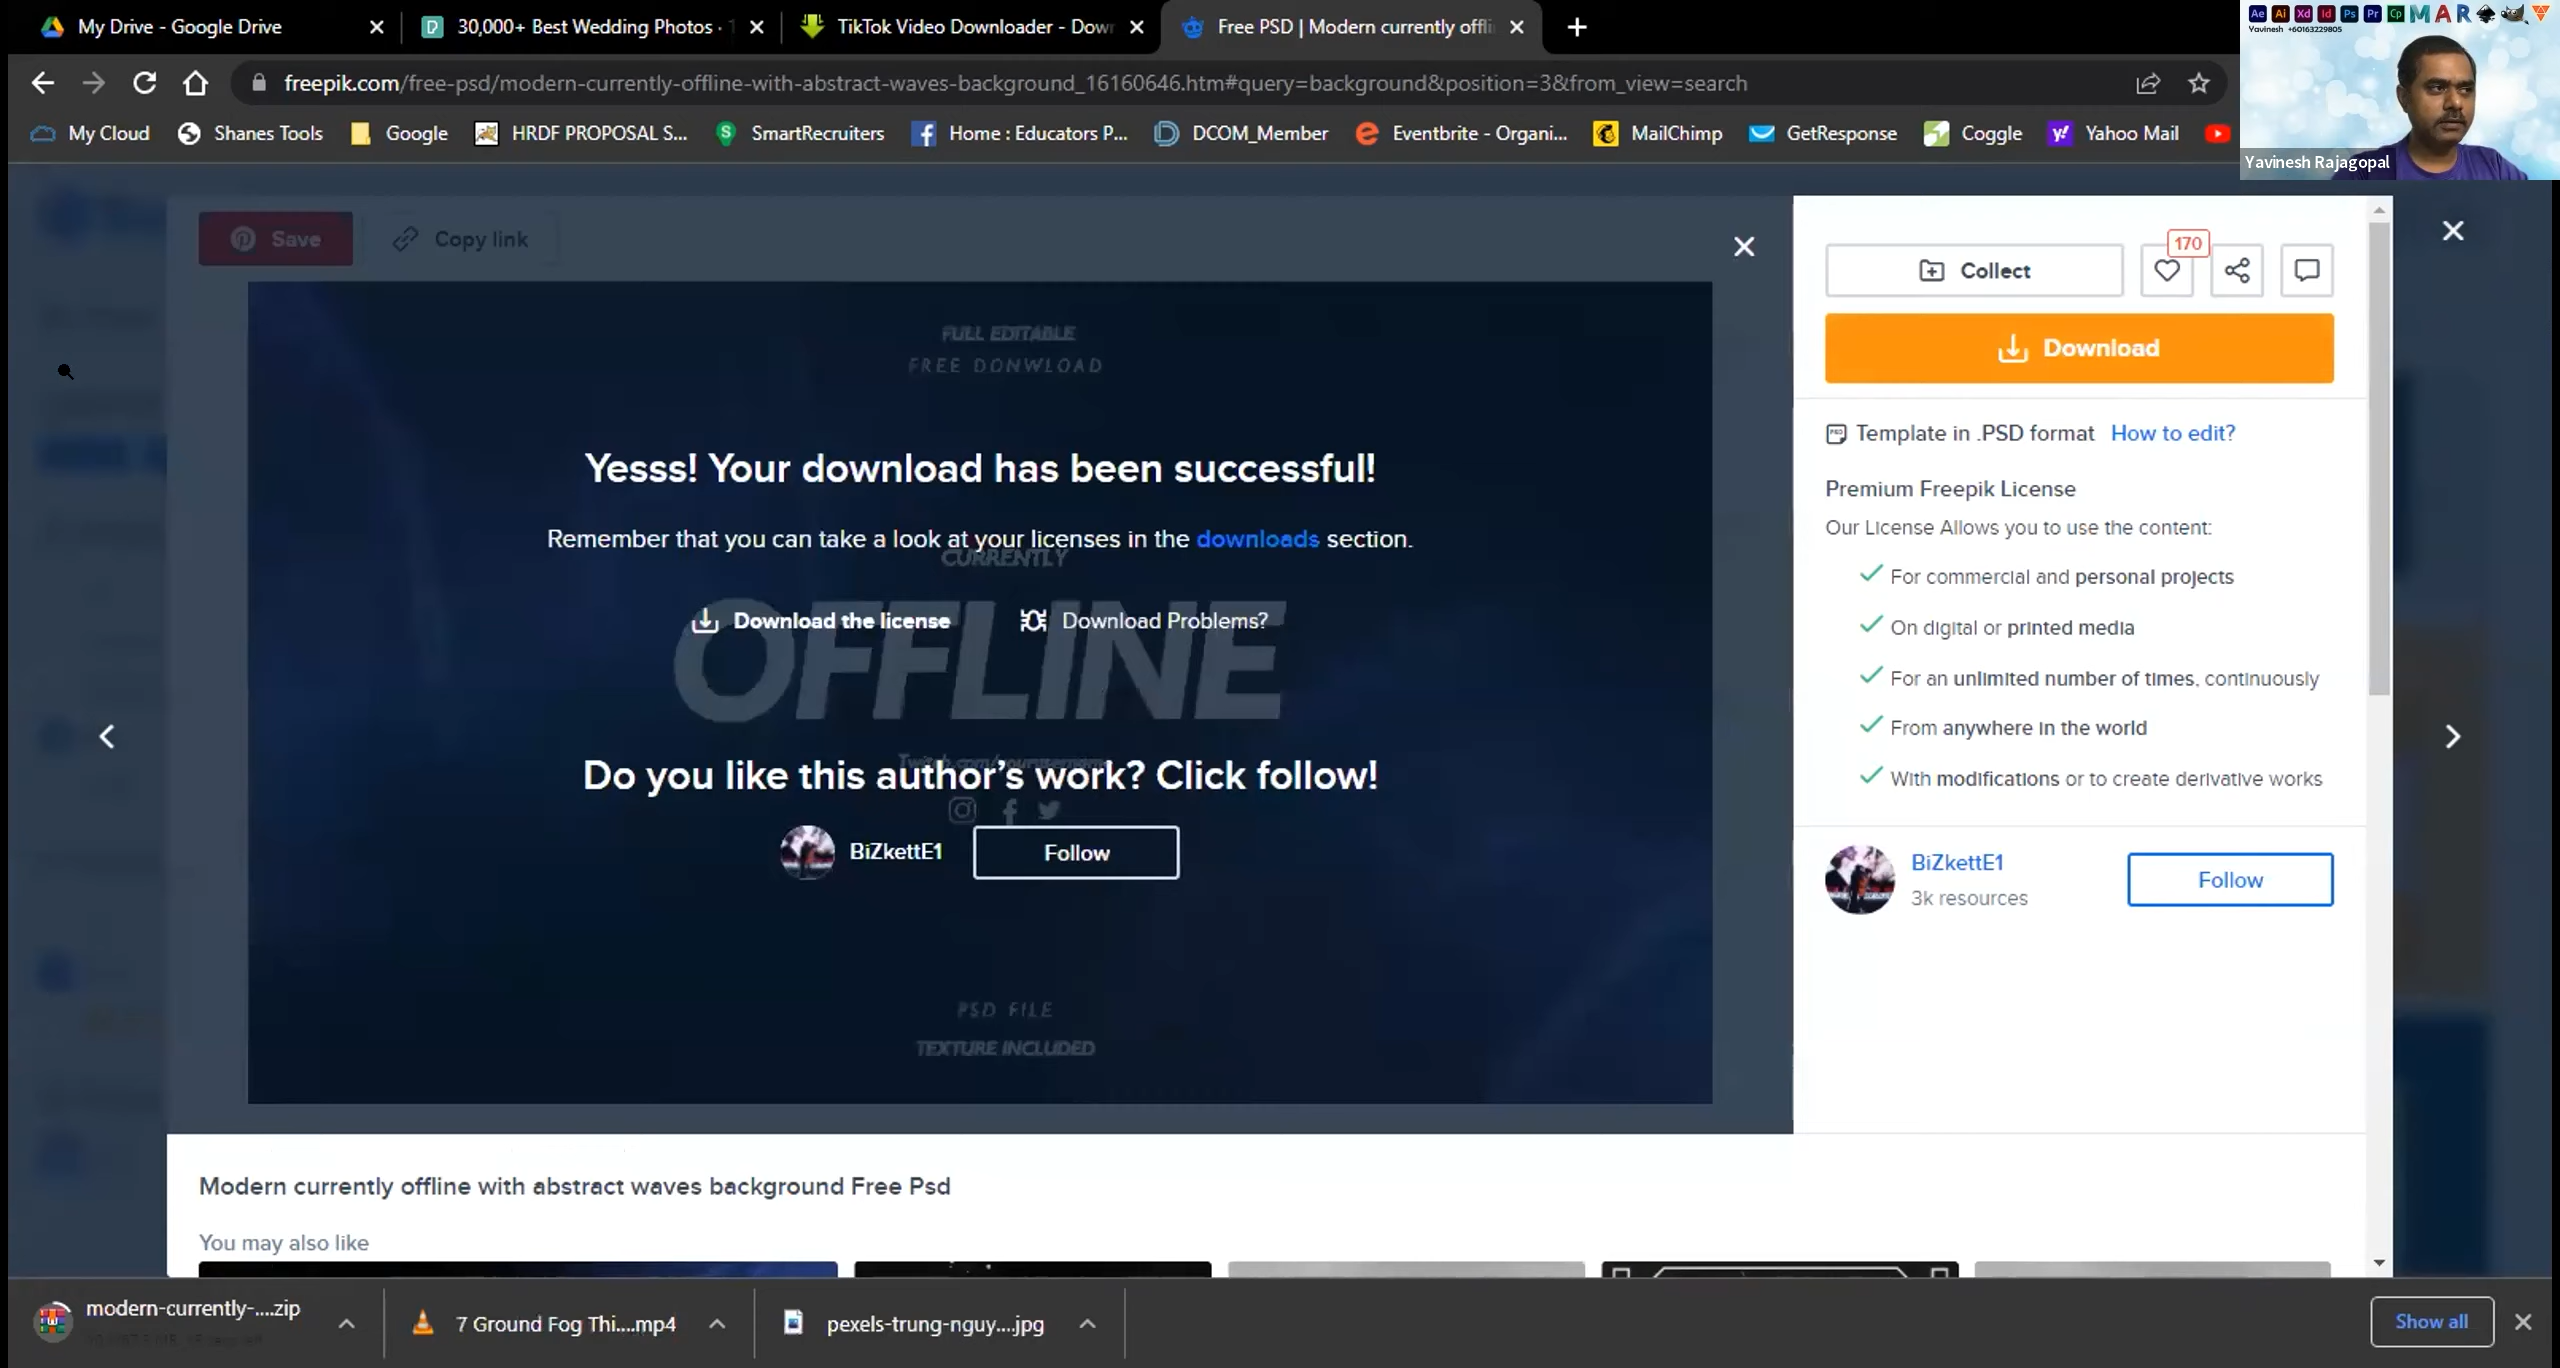 My Drive - Google Drive
30,000+ Best Wedding Photos ·
TikTok Video Downloader - Dow
Free PSD | Modern currently offli
freepik.com/free-psd/modern-currently-offline-with-abstract-waves-background_16160646.htm#query=background&position=3&from_view=search
My Cloud
Shanes Tools
Google
HRDF PROPOSAL S...
SmartRecruiters
Home : Educators P...
DCOM_Member
Eventbrite - Organi...
MailChimp
GetResponse
Coggle
Yahoo Mail
Ae Ai Xd Id Ps Pr Cp M A R
Yavinesh +60163229805
Yavinesh Rajagopal
Save
Copy link
FULL EDITABLE
FREE DONWLOAD
Yesss! Your download has been successful!
Remember that you can take a look at your licenses in the downloads section.
CURRENTLY
Download the license
Download Problems?
OFFLINE
Do you like this author's work? Click follow!
BiZkettE1
Follow
PSD FILE
TEXTURE INCLUDED
170
Collect
Download
Template in .PSD format How to edit?
Premium Freepik License
Our License Allows you to use the content:
For commercial and personal projects
On digital or printed media
For an unlimited number of times, continuously
From anywhere in the world
With modifications or to create derivative works
BiZkettE1
3k resources
Follow
Modern currently offline with abstract waves background Free Psd
You may also like
modern-currently-....zip
7 Ground Fog Thi....mp4
pexels-trung-nguy....jpg
Show all